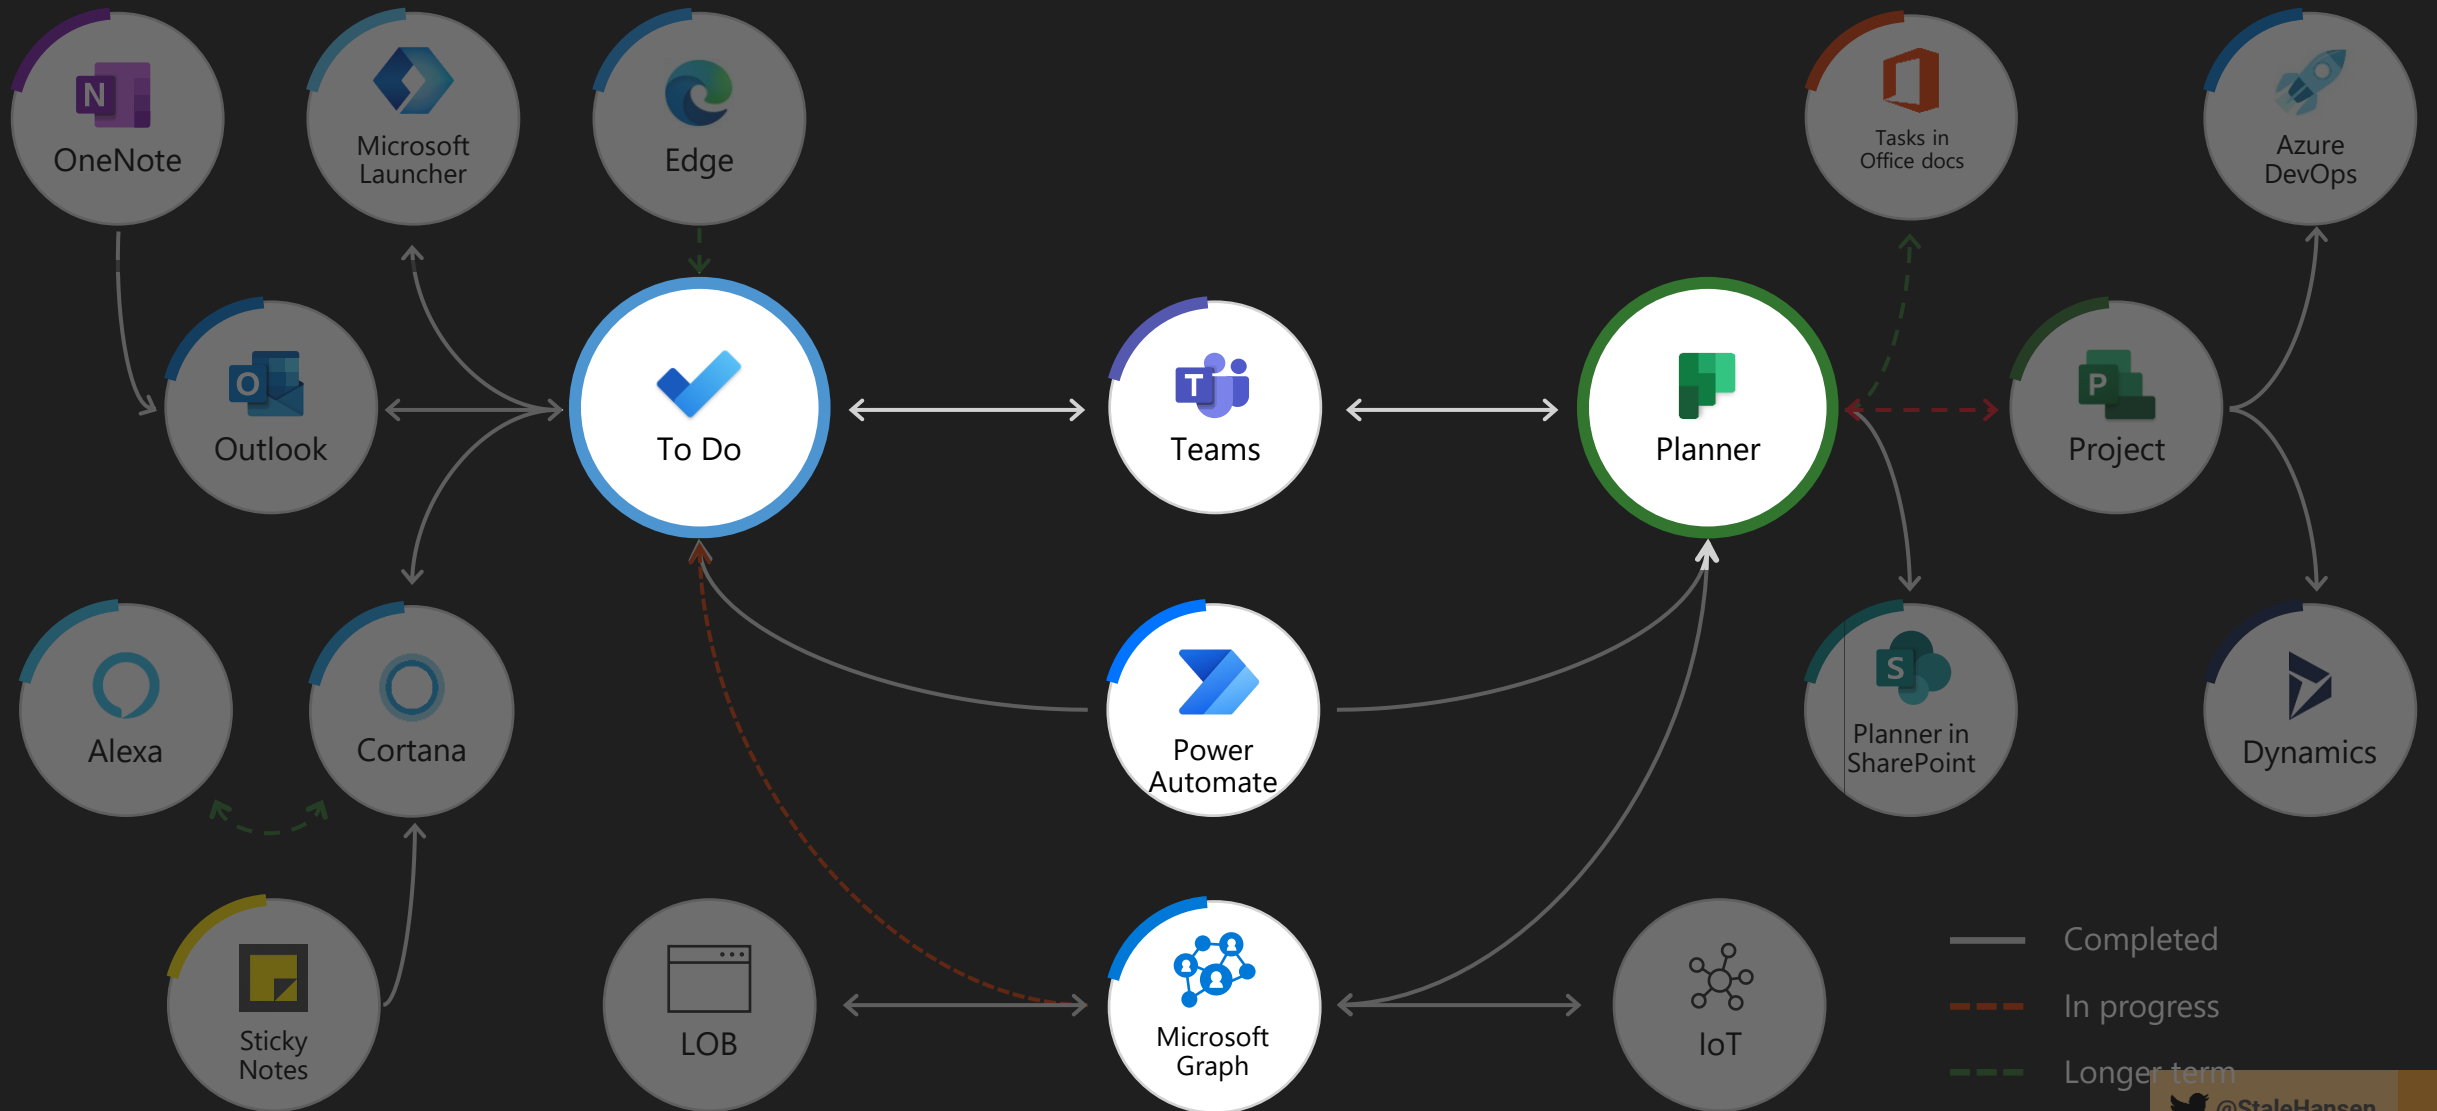 N
OneNote
Microsoft
Launcher
Edge
Tasks in
Office docs
Azure
DevOps
O
Outlook
To Do
T
Teams
Planner
P
Project
Alexa
Cortana
Power
Automate
S
Planner in
SharePoint
Dynamics
Sticky
Notes
LOB
Microsoft
Graph
IoT
Completed
In progress
Longer term
@StaleHansen